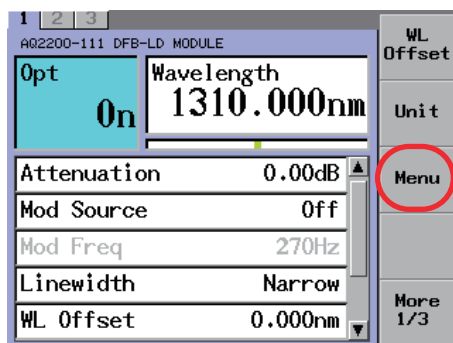 1 2 3
AQ2200-111 DFB-LD MODULE
Opt
On
Wavelength
1310.000nm
Attenuation 0.00dB
Mod Source Off
Mod Freq 270Hz
Linewidth Narrow
WL Offset 0.000nm
WL
Offset
Unit
Menu
More
1/3